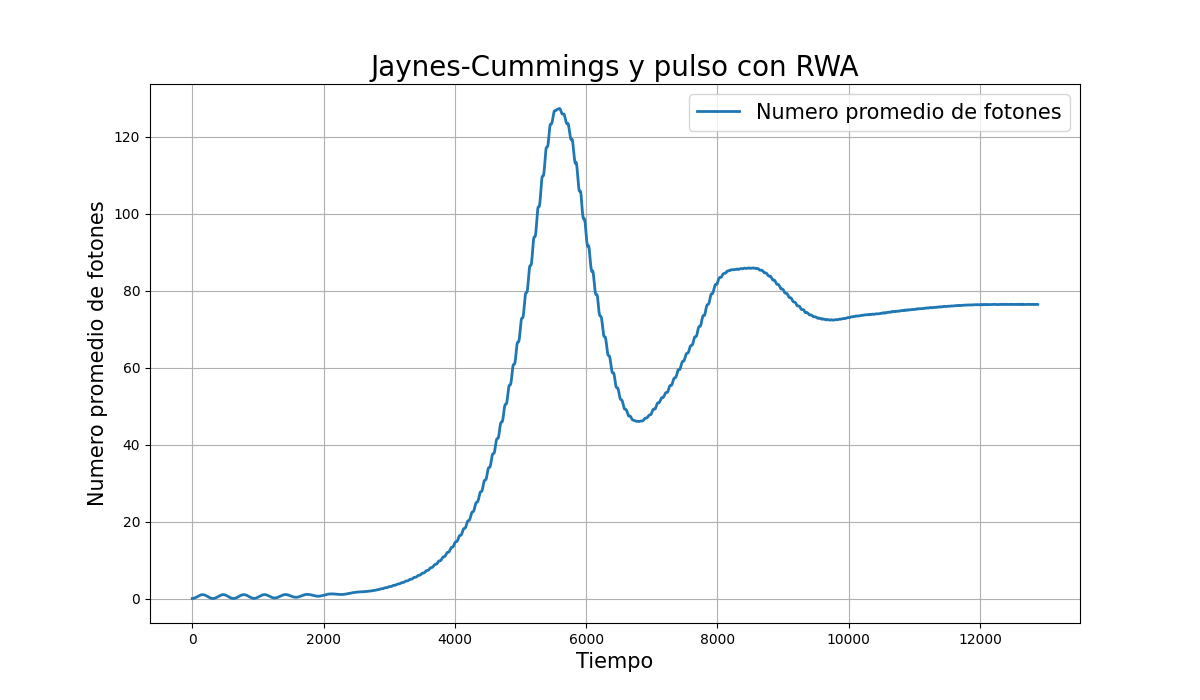 Jaynes-Cummings y pulso con RWA
Numero promedio de fotones
Numero promedio de fotones
120
100
80
60
40
20
0
0 2000 4000 6000 8000 10000 12000
Tiempo